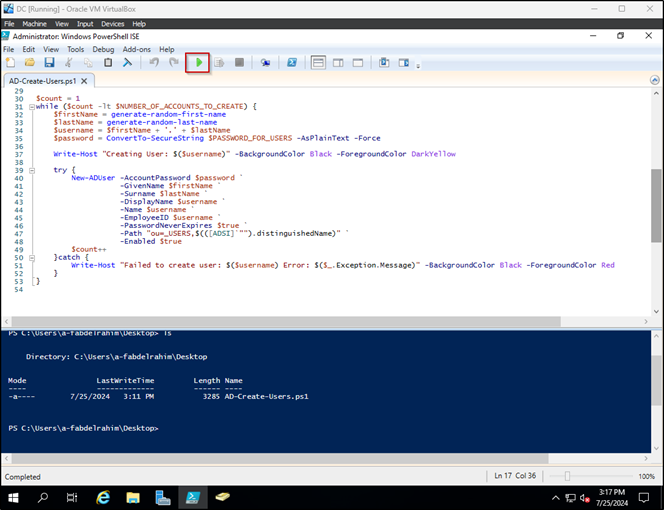 DC [Running] - Oracle VM VirtualBox
File Machine View Input Devices Help
Administrator: Windows PowerShell ISE
File Edit View Tools Debug Add-ons Help
AD-Create-Users.ps1 X
29
30 $count = 1
31 while ($count -lt $NUMBER_OF_ACCOUNTS_TO_CREATE) {
32 $firstName = generate-random-first-name
33 $lastName = generate-random-last-name
34 $username = $firstName + '.' + $lastName
35 $password = ConvertTo-SecureString $PASSWORD_FOR_USERS -AsPlainText -Force
36
37 Write-Host "Creating User: $($username)" -BackgroundColor Black -ForegroundColor DarkYellow
38
39 try {
40 New-ADUser -AccountPassword $password `
41 -GivenName $firstName `
42 -Surname $lastName `
43 -DisplayName $username `
44 -Name $username `
45 -EmployeeID $username `
46 -PasswordNeverExpires $true `
47 -Path "ou=_USERS,$(([ADSI]`"").distinguishedName)" `
48 -Enabled $true
49 $count++
50 }catch {
51 Write-Host "Failed to create user: $($username) Error: $($_.Exception.Message)" -BackgroundColor Black -ForegroundColor Red
52 }
53 }
54
PS C:\Users\a-fabdelrahim\Desktop> ls
Directory: C:\Users\a-fabdelrahim\Desktop
Mode LastWriteTime Length Name
---- ------------- ------ ----
-a---- 7/25/2024 3:11 PM 3285 AD-Create-Users.ps1
PS C:\Users\a-fabdelrahim\Desktop>
Completed Ln 17 Col 36 100%
3:17 PM
7/25/2024